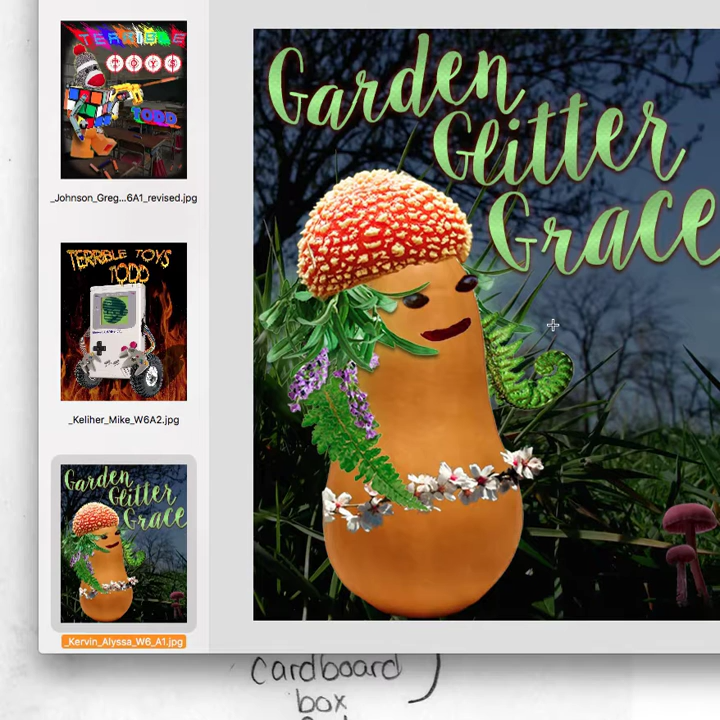 TERRIBLE
TOYS
TODD
_Johnson_Greg...6A1_revised.jpg
TERRIBLE TOYS
TODD
_Keliher_Mike_W6A2.jpg
Garden
Glitter
Grace
_Kervin_Alyssa_W6_A1.jpg
Garden
Glitter
Grace
cardboard
box